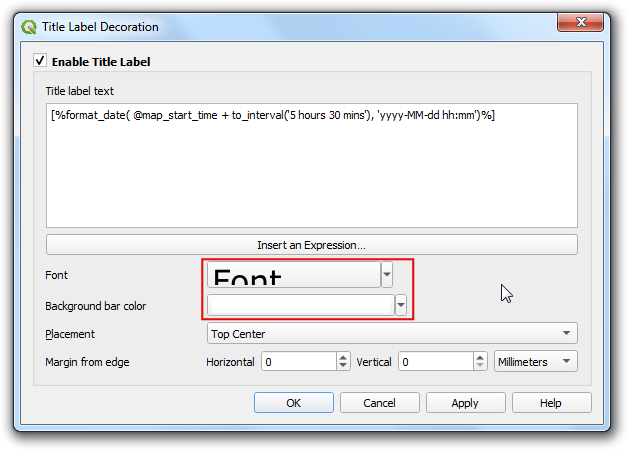 Title Label Decoration
Enable Title Label
Title label text
[%format_date( @map_start_time + to_interval('5 hours 30 mins'), 'yyyy-MM-dd hh:mm')%]
Insert an Expression...
Font Font
Background bar color
Placement Top Center
Margin from edge Horizontal 0 Vertical 0 Millimeters
OK Cancel Apply Help